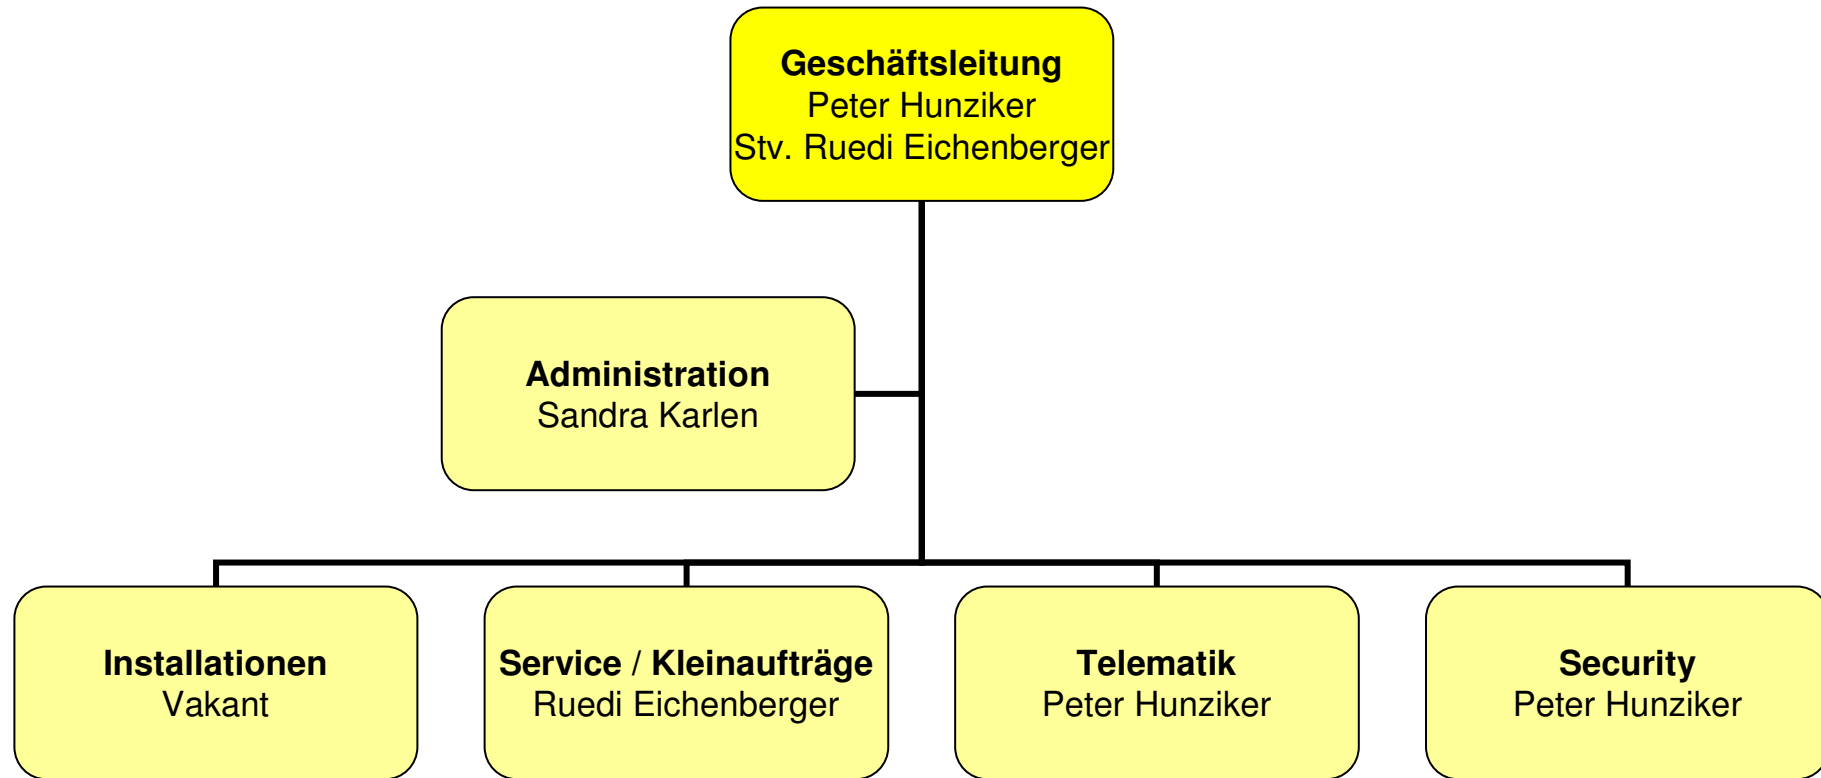 Geschäftsleitung
Peter Hunziker
Stv. Ruedi Eichenberger
Administration
Sandra Karlen
Installationen
Vakant
Service / Kleinaufträge
Ruedi Eichenberger
Telematik
Peter Hunziker
Security
Peter Hunziker